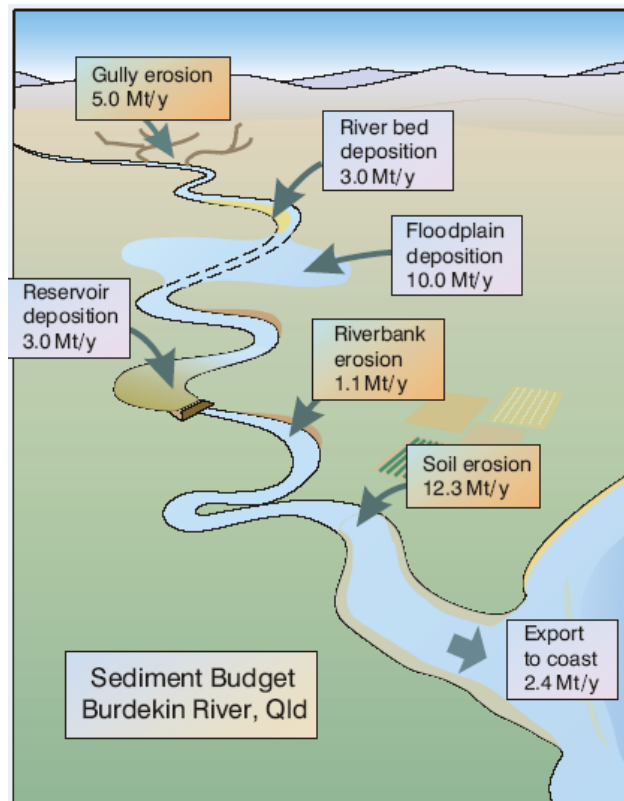 Gully erosion
5.0 Mt/y
River bed
deposition
3.0 Mt/y
Floodplain
deposition
10.0 Mt/y
Reservoir
deposition
3.0 Mt/y
Riverbank
erosion
1.1 Mt/y
Soil erosion
12.3 Mt/y
Export
to coast
2.4 Mt/y
Sediment Budget
Burdekin River, Qld